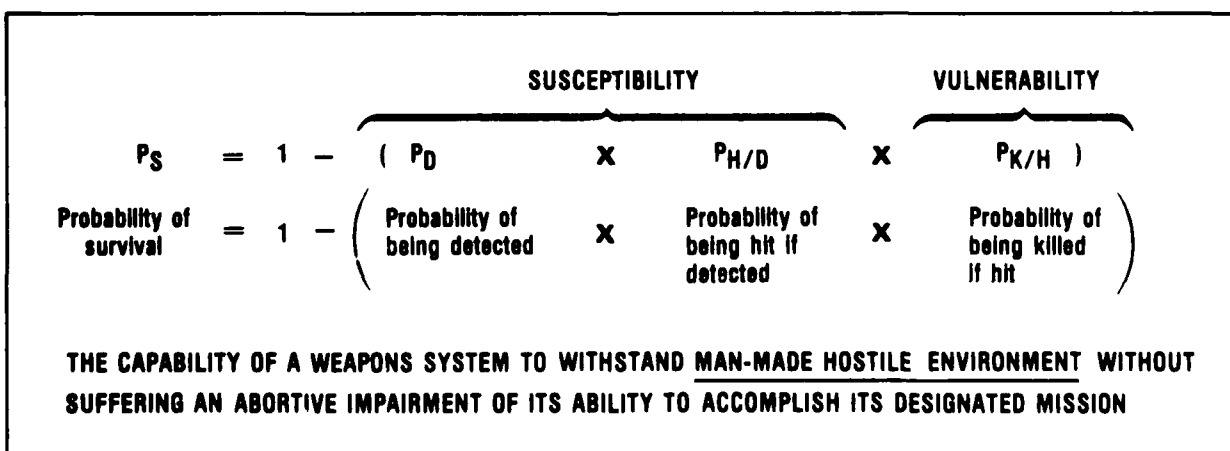 SUSCEPTIBILITY VULNERABILITY
PS = 1 – ( PD X PH/D X PK/H )
Probability of survival = 1 – ( Probability of being detected X Probability of being hit if detected X Probability of being killed if hit )
THE CAPABILITY OF A WEAPONS SYSTEM TO WITHSTAND MAN-MADE HOSTILE ENVIRONMENT WITHOUT
SUFFERING AN ABORTIVE IMPAIRMENT OF ITS ABILITY TO ACCOMPLISH ITS DESIGNATED MISSION